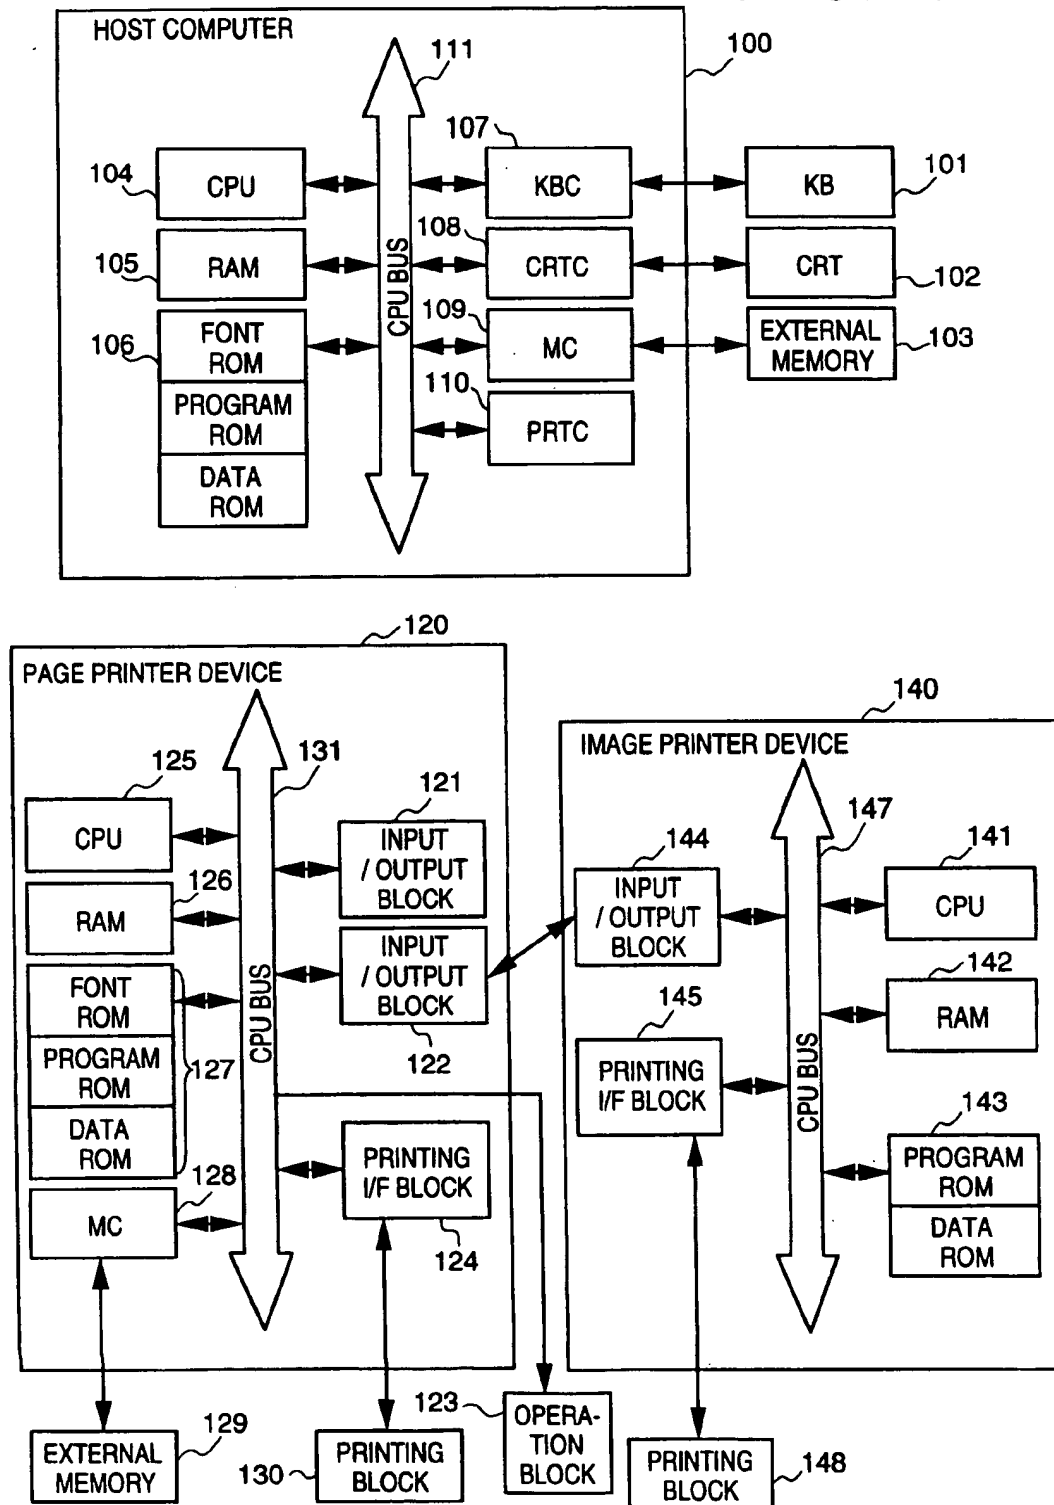 HOST COMPUTER
100
111
107
104
CPU
KBC
KB
101
108
105
RAM
CPU BUS
CRTC
CRT
102
109
106
FONT
ROM
MC
EXTERNAL
MEMORY
103
110
PROGRAM
ROM
PRTC
DATA
ROM
120
PAGE PRINTER DEVICE
140
IMAGE PRINTER DEVICE
125
131
121
CPU
INPUT
/ OUTPUT
BLOCK
144
147
141
126
RAM
INPUT
/ OUTPUT
BLOCK
122
INPUT
/ OUTPUT
BLOCK
CPU
FONT
ROM
CPU BUS
145
142
RAM
PROGRAM
ROM
127
PRINTING
I/F BLOCK
CPU BUS
DATA
ROM
PRINTING
I/F BLOCK
124
143
PROGRAM
ROM
128
MC
DATA
ROM
123
OPERA-
TION
BLOCK
EXTERNAL
MEMORY
129
130
PRINTING
BLOCK
PRINTING
BLOCK
148